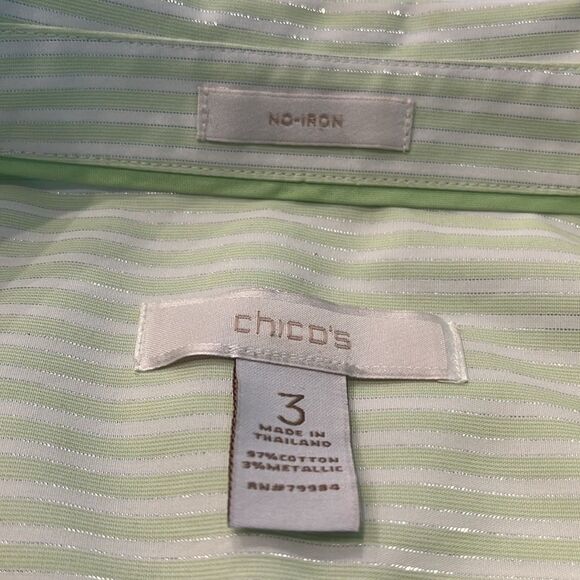 NO-IRON
chico's
3
MADE IN
THAILAND
97%COTTON
3%METALLIC
RN#79984